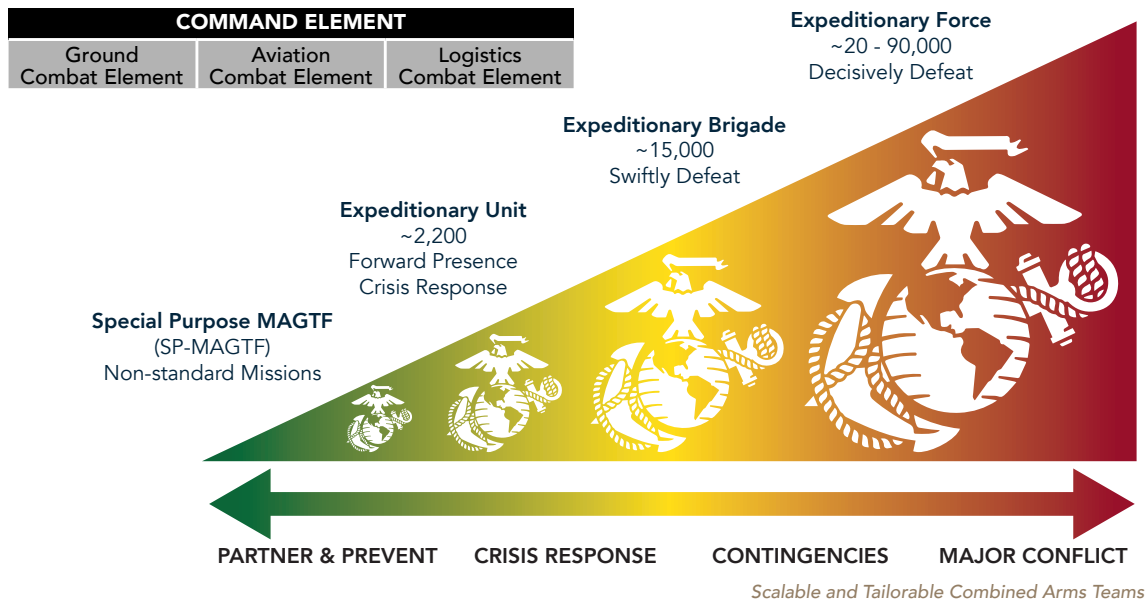 COMMAND ELEMENT
Ground
Combat Element
Aviation
Combat Element
Logistics
Combat Element
Expeditionary Force
~20 - 90,000
Decisively Defeat
Expeditionary Brigade
~15,000
Swiftly Defeat
Expeditionary Unit
~2,200
Forward Presence
Crisis Response
Special Purpose MAGTF
(SP-MAGTF)
Non-standard Missions
PARTNER & PREVENT
CRISIS RESPONSE
CONTINGENCIES
MAJOR CONFLICT
Scalable and Tailorable Combined Arms Teams